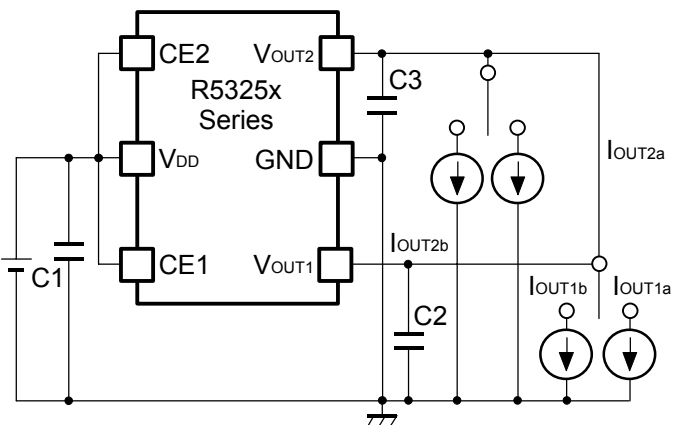 CE2
VOUT2
R5325x
Series
C3
VDD
GND
IOUT2a
CE1
VOUT1
IOUT2b
C1
C2
IOUT1b
IOUT1a